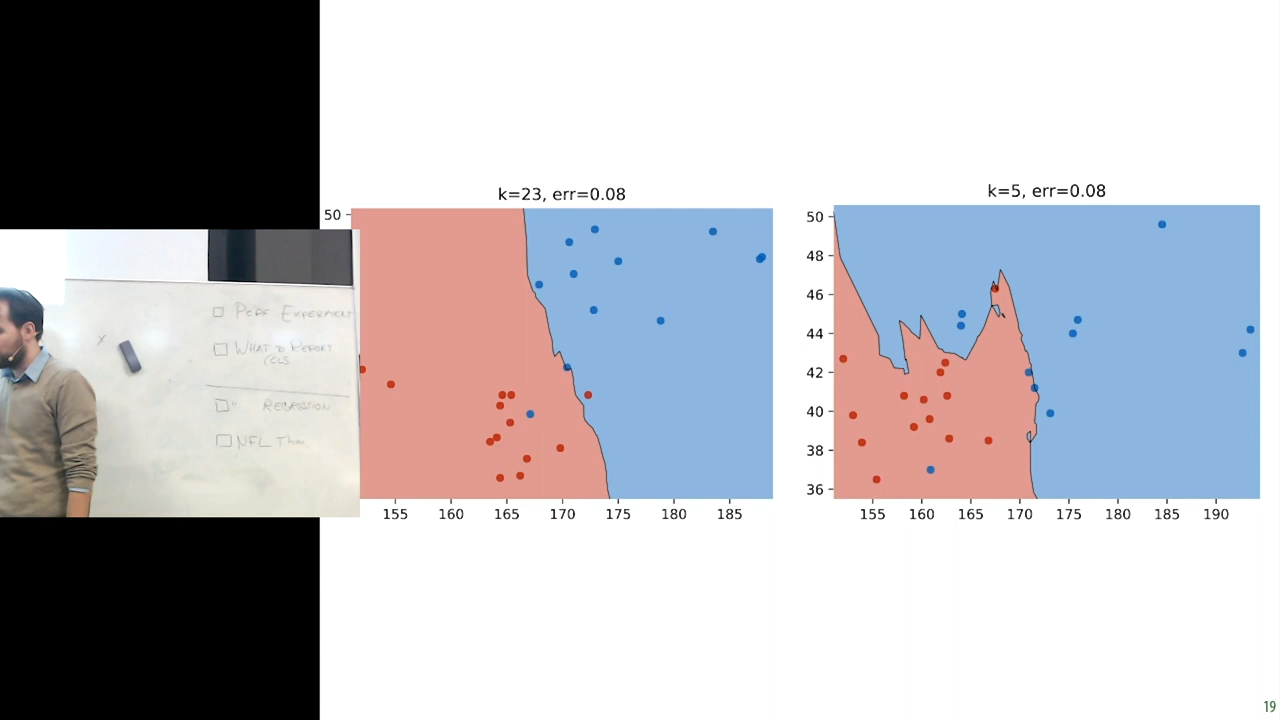 k=23, err=0.08
k=5, err=0.08
50
155 160 165 170 175 180 185
50
48
46
44
42
40
38
36
155 160 165 170 175 180 185 190
PERF EXPERIMENT
WHAT TO REPORT
(CLS
" REGRESSION
NFL
19